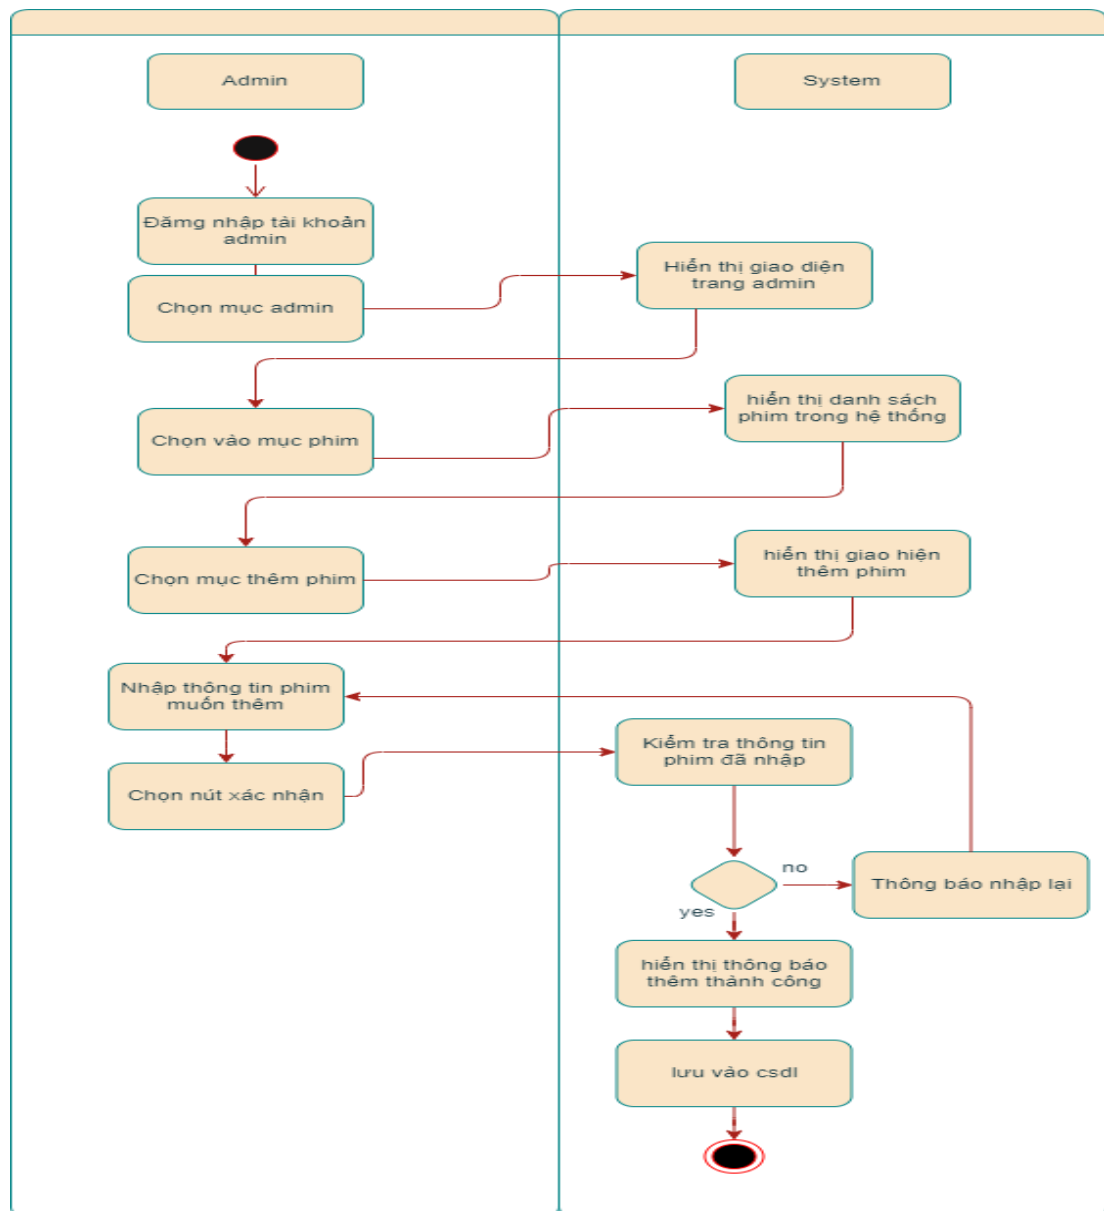 Admin
System
Đămg nhập tài khoản
admin
Hiển thị giao diện
trang admin
Chọn mục admin
hiển thị danh sách
phim trong hệ thống
Chọn vào mục phim
hiển thị giao hiện
thêm phim
Chọn mục thêm phim
Nhập thông tin phim
muốn thêm
Kiểm tra thông tin
phim đã nhập
Chọn nút xác nhận
no
Thông báo nhập lại
yes
hiển thị thông báo
thêm thành công
lưu vào csdl